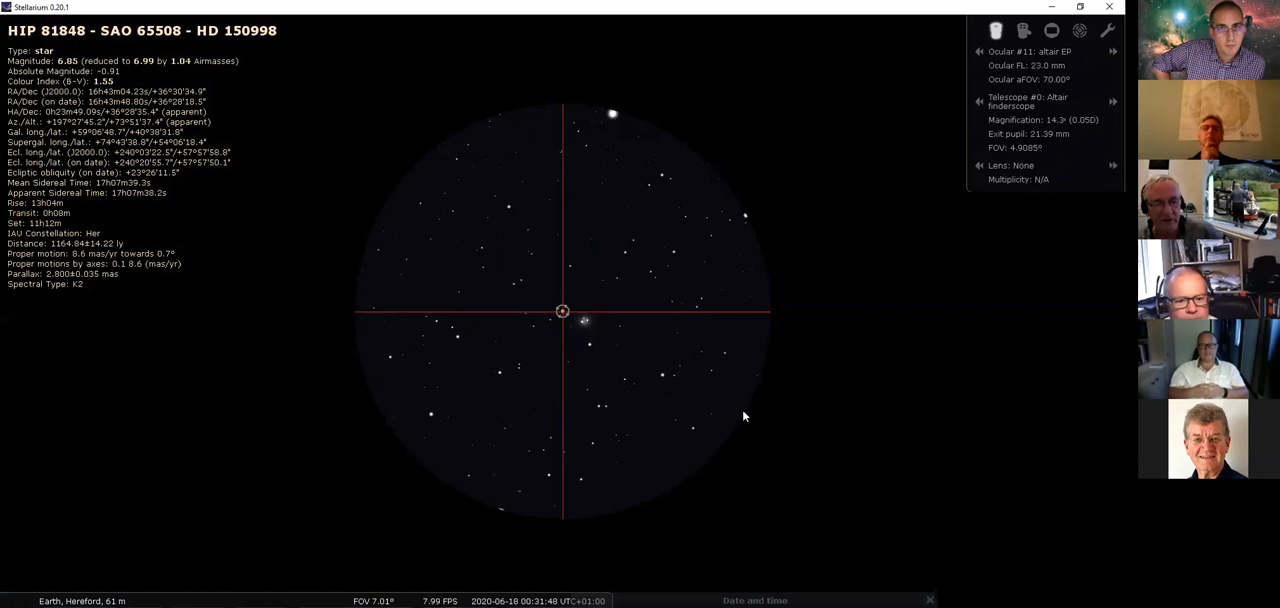 Stellarium 0.20.1
HIP 81848 - SAO 65508 - HD 150998
Type: star
Magnitude: 6.85 (reduced to 6.99 by 1.04 Airmasses)
Absolute Magnitude: -0.91
Colour Index (B-V): 1.55
RA/Dec (J2000.0): 16h43m04.23s/+36°30'34.9"
RA/Dec (on date): 16h43m48.80s/+36°28'18.5"
HA/Dec: 0h23m49.09s/+36°28'35.4" (apparent)
Az./Alt.: +197°27'45.2"/+73°51'37.4" (apparent)
Gal. long./lat.: +59°06'48.7"/+40°38'31.8"
Supergal. long./lat.: +74°43'38.8"/+54°06'18.4"
Ecl. long./lat. (J2000.0): +240°03'22.5"/+57°57'58.8"
Ecl. long./lat. (on date): +240°20'55.7"/+57°57'50.1"
Ecliptic obliquity (on date): +23°26'11.5"
Mean Sidereal Time: 17h07m39.3s
Apparent Sidereal Time: 17h07m38.2s
Rise: 13h04m
Transit: 0h08m
Set: 11h12m
IAU Constellation: Her
Distance: 1164.84±14.22 ly
Proper motion: 8.6 mas/yr towards 0.7°
Proper motions by axes: 0.1 8.6 (mas/yr)
Parallax: 2.800±0.035 mas
Spectral Type: K2
Ocular #11: altair EP
Ocular FL: 23.0 mm
Ocular aFOV: 70.00°
Telescope #0: Altair
finderscope
Magnification: 14.3× (0.05D)
Exit pupil: 21.39 mm
FOV: 4.9085°
Lens: None
Multiplicity: N/A
Earth, Hereford, 61 m
FOV 7.01°
7.99 FPS
2020-06-18 00:31:48 UTC+01:00
Date and time